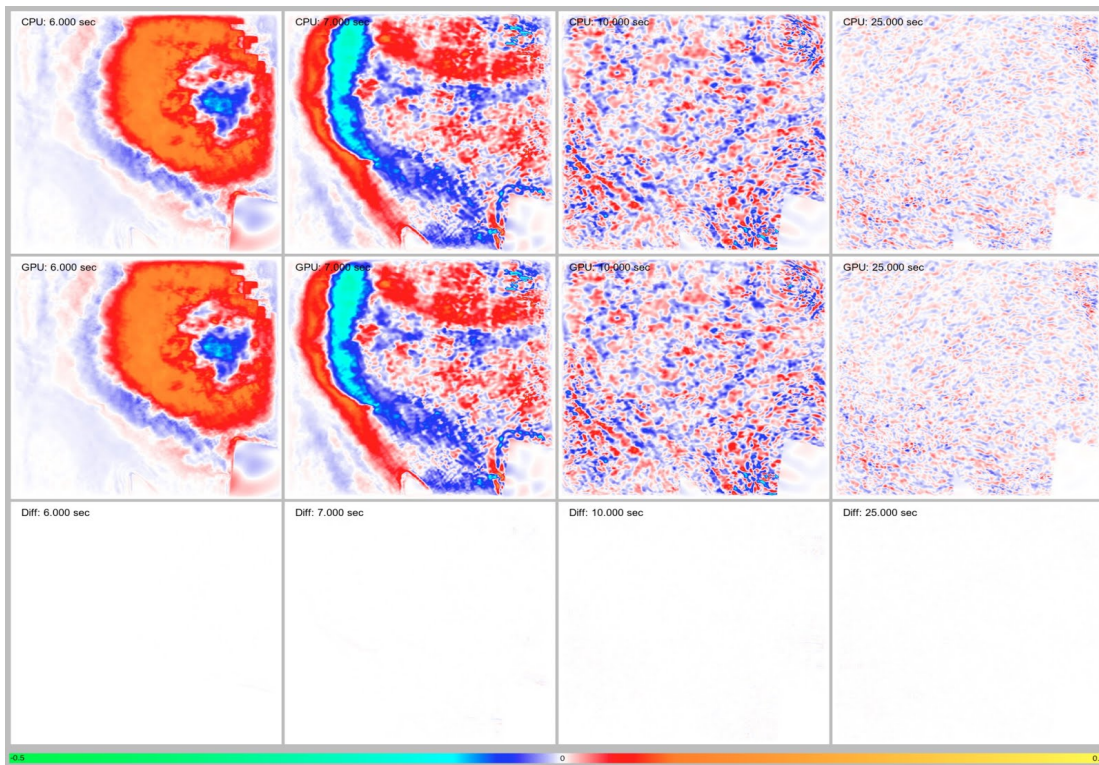 CPU: 6.000 sec
CPU: 7.000 sec
CPU: 10.000 sec
CPU: 25.000 sec
GPU: 6.000 sec
GPU: 7.000 sec
GPU: 10.000 sec
GPU: 25.000 sec
Diff: 6.000 sec
Diff: 7.000 sec
Diff: 10.000 sec
Diff: 25.000 sec
-0.5
0